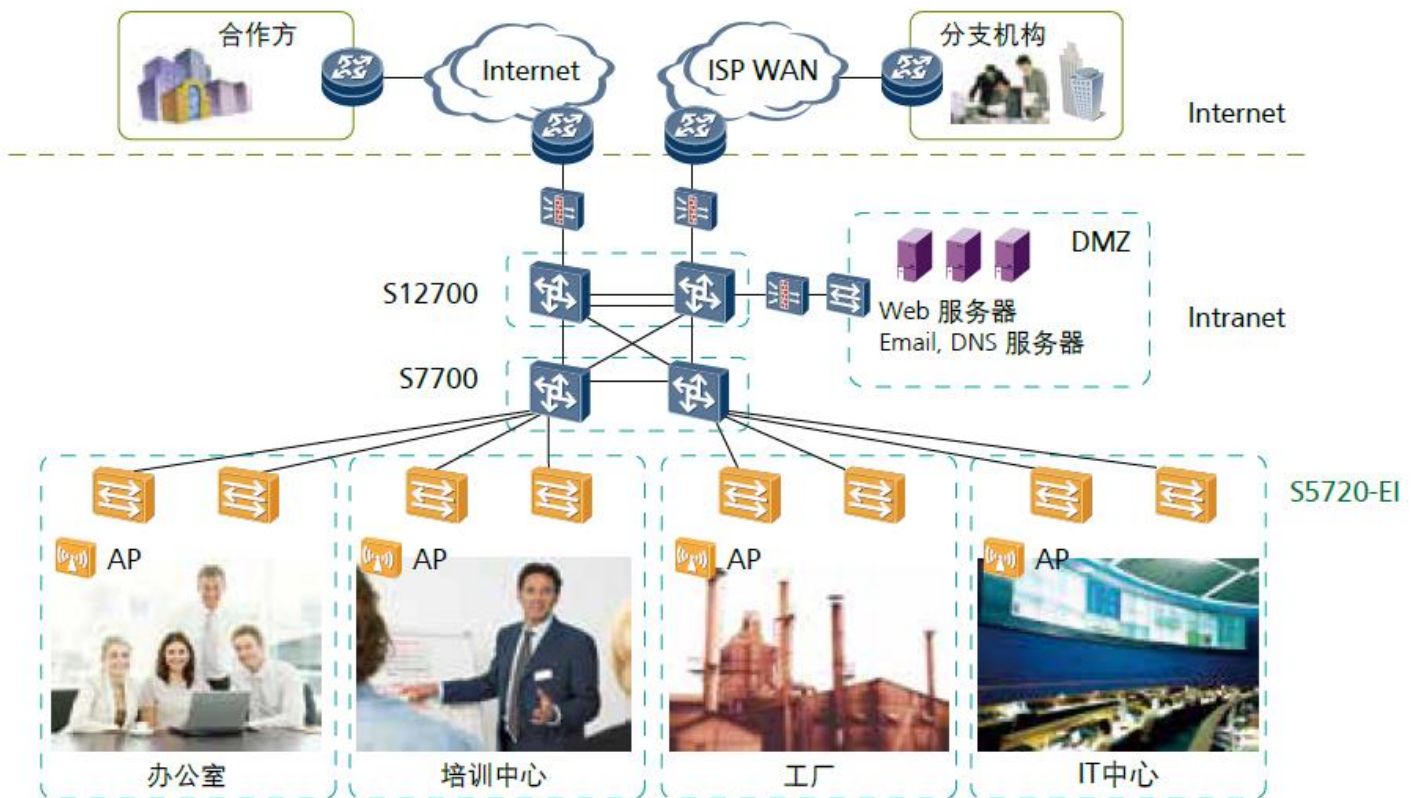 合作方
Internet
ISP WAN
分支机构
Internet
DMZ
S12700
Web 服务器
Email, DNS 服务器
Intranet
S7700
S5720-EI
AP
AP
AP
AP
办公室
培训中心
工厂
IT中心